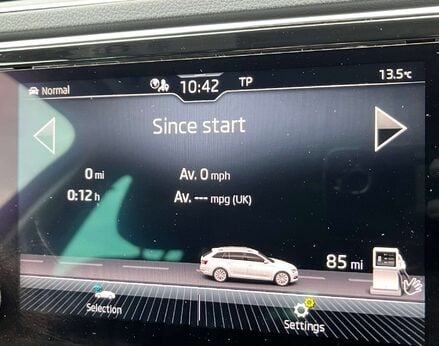 Normal 10:42 TP 13.5°C
Since start
0 mi Av. 0 mph
0:12 h Av. --- mpg (UK)
85 mi
Selection Settings